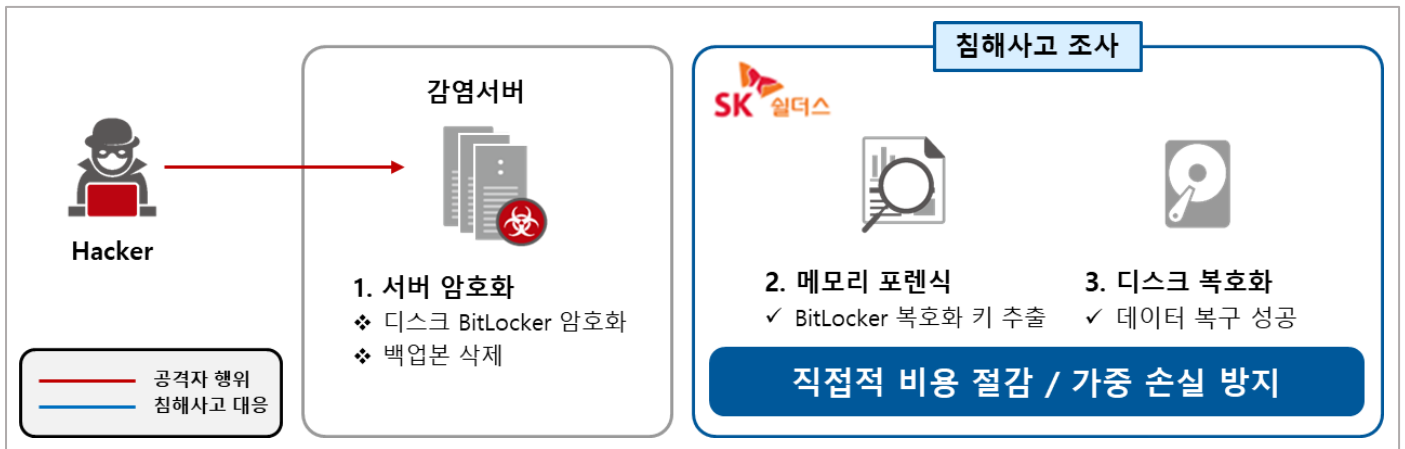 침해사고 조사
SK 쉴더스
감염서버
Hacker
1. 서버 암호화
❖ 디스크 BitLocker 암호화
❖ 백업본 삭제
2. 메모리 포렌식
✓ BitLocker 복호화 키 추출
3. 디스크 복호화
✓ 데이터 복구 성공
직접적 비용 절감 / 가중 손실 방지
공격자 행위
침해사고 대응